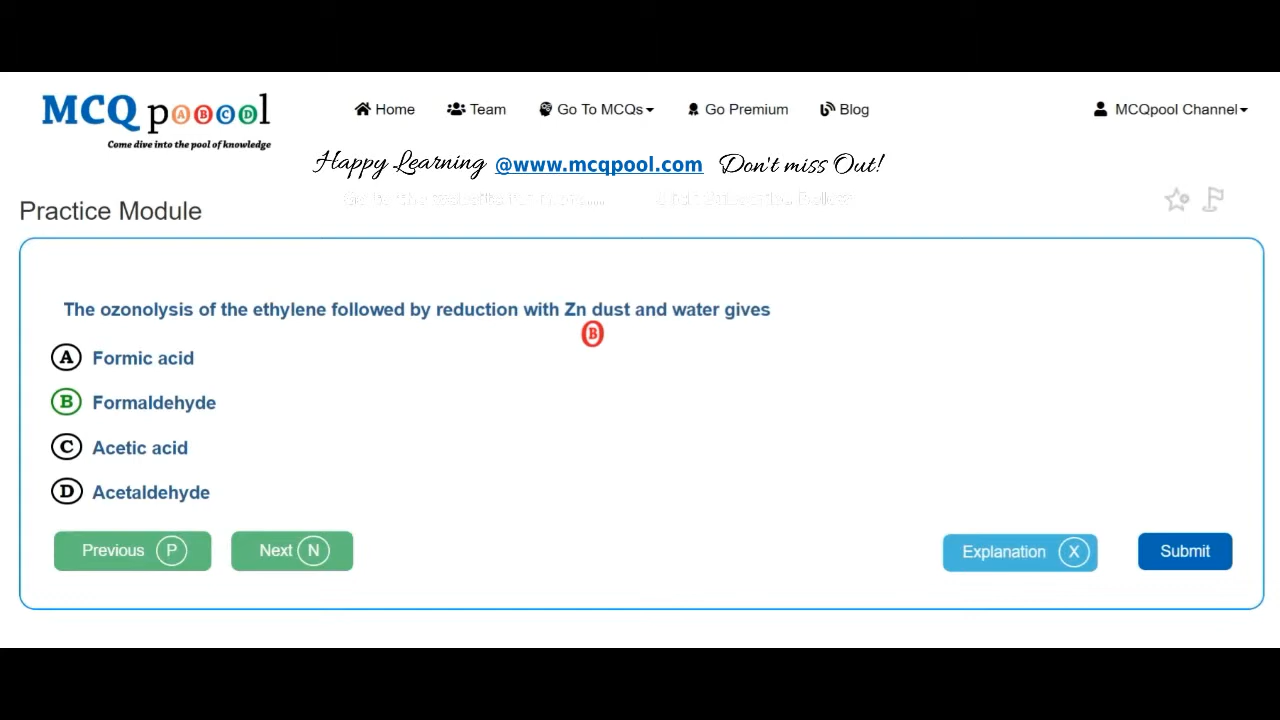 MCQ pooool
Come dive into the pool of knowledge
Home Team Go To MCQs Go Premium Blog MCQpool Channel
Happy Learning @www.mcqpool.com Don't miss Out!
Practice Module
The ozonolysis of the ethylene followed by reduction with Zn dust and water gives
B
A Formic acid
B Formaldehyde
C Acetic acid
D Acetaldehyde
Previous P Next N Explanation X Submit